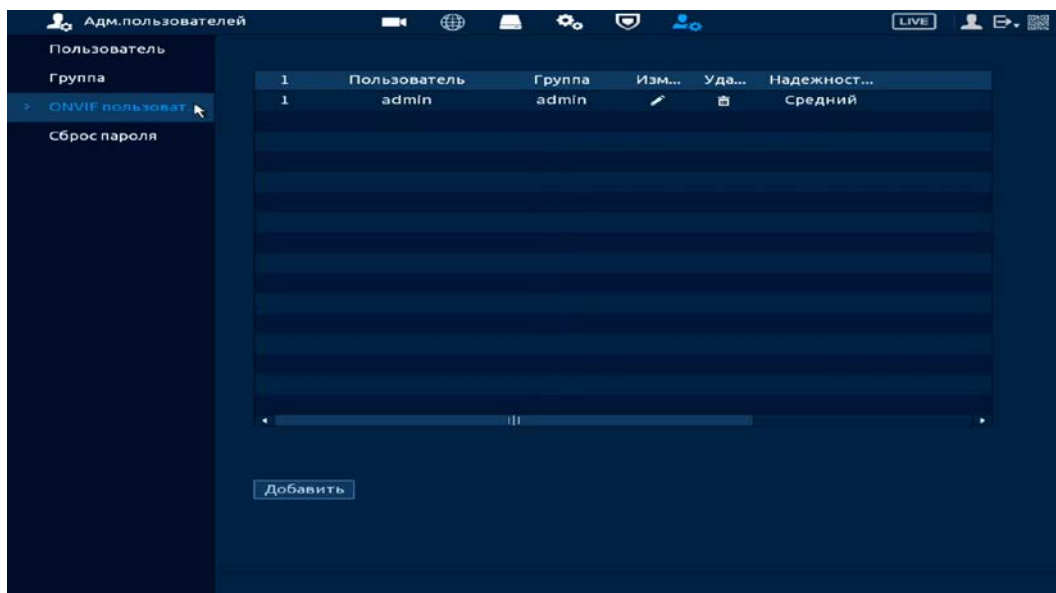 Адм.пользователей LIVE
Пользователь
Группа
ONVIF пользоват...
Сброс пароля
1 Пользователь Группа Изм... Уда... Надежност...
1 admin admin Средний
Добавить